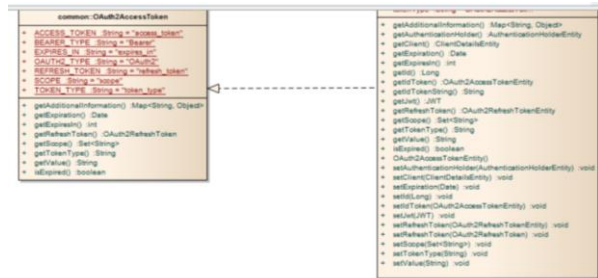 common::OAuth2AccessToken
+ ACCESS_TOKEN :String = "access_token"
+ BEARER_TYPE :String = "Bearer"
+ EXPIRES_IN :String = "expires_in"
+ OAUTH2_TYPE :String = "OAuth2"
+ REFRESH_TOKEN :String = "refresh_token"
+ SCOPE :String = "scope"
+ TOKEN_TYPE :String = "token_type"
+ getAdditionalInformation() :Map<String, Object>
+ getExpiration() :Date
+ getExpiresIn() :int
+ getRefreshToken() :OAuth2RefreshToken
+ getScope() :Set<String>
+ getTokenType() :String
+ getValue() :String
+ isExpired() :boolean
+ getAdditionalInformation() :Map<String, Object>
+ getAuthenticationHolder() :AuthenticationHolderEntity
+ getClient() :ClientDetailsEntity
+ getExpiration() :Date
+ getExpiresIn() :int
+ getId() :Long
+ getIdToken() :OAuth2AccessTokenEntity
+ getIdTokenString() :String
+ getJwt() :JWT
+ getRefreshToken() :OAuth2RefreshTokenEntity
+ getScope() :Set<String>
+ getTokenType() :String
+ getValue() :String
+ isExpired() :boolean
+ OAuth2AccessTokenEntity()
+ setAuthenticationHolder(AuthenticationHolderEntity) :void
+ setClient(ClientDetailsEntity) :void
+ setExpiration(Date) :void
+ setId(Long) :void
+ setIdToken(OAuth2AccessTokenEntity) :void
+ setJwt(JWT) :void
+ setRefreshToken(OAuth2RefreshTokenEntity) :void
+ setRefreshToken(OAuth2RefreshToken) :void
+ setScope(Set<String>) :void
+ setTokenType(String) :void
+ setValue(String) :void